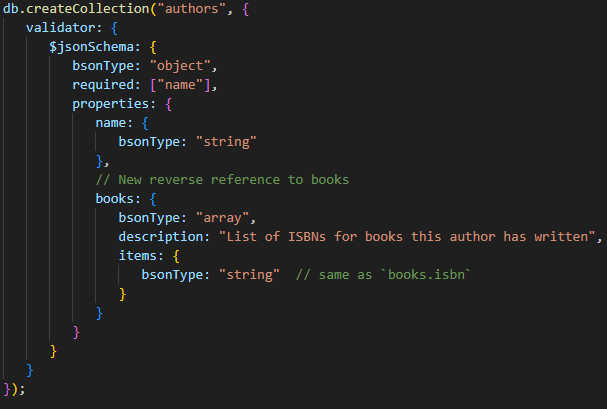 db.createCollection("authors", {
   validator: {
      $jsonSchema: {
         bsonType: "object",
         required: ["name"],
         properties: {
            name: {
               bsonType: "string"
            },
            // New reverse reference to books
            books: {
               bsonType: "array",
               description: "List of ISBNs for books this author has written",
               items: {
                  bsonType: "string"  // same as `books.isbn`
               }
            }
         }
      }
   }
});